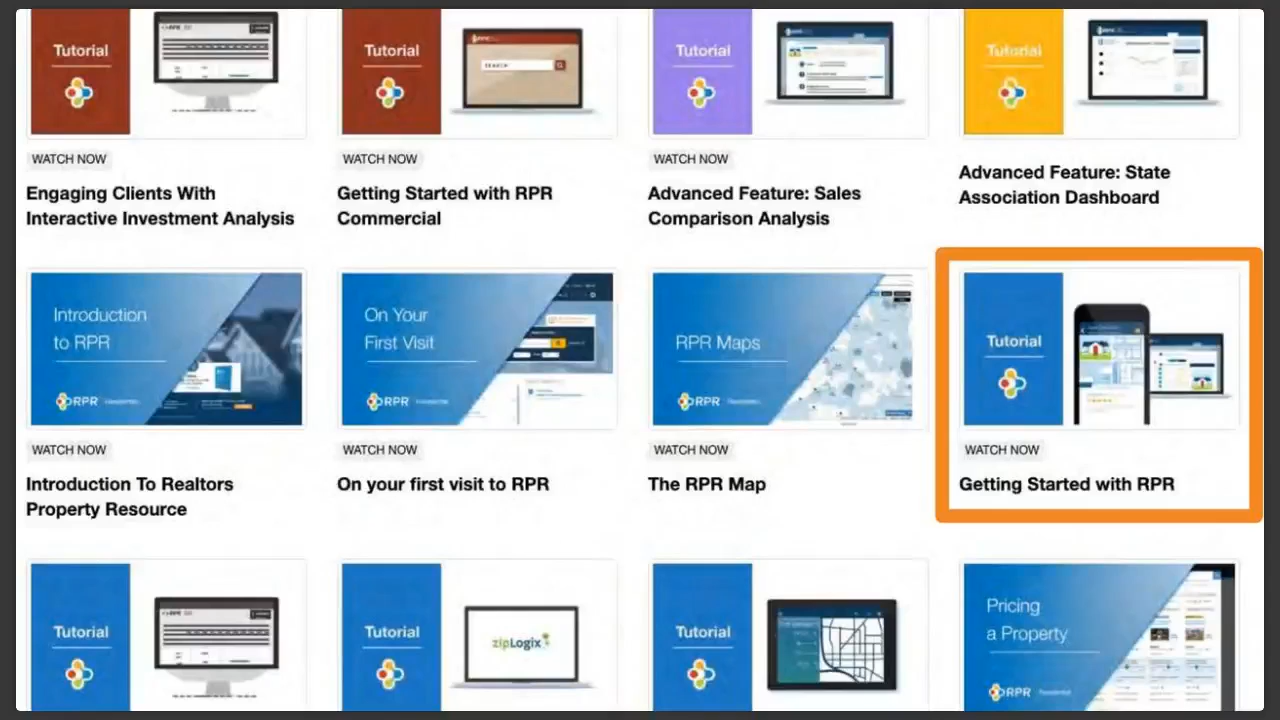 Tutorial
Tutorial
SEARCH
Tutorial
Tutorial
WATCH NOW
WATCH NOW
WATCH NOW
Engaging Clients With
Interactive Investment Analysis
Getting Started with RPR
Commercial
Advanced Feature: Sales
Comparison Analysis
Advanced Feature: State
Association Dashboard
Introduction
to RPR
RPR
On Your
First Visit
RPR
RPR Maps
RPR
Tutorial
WATCH NOW
WATCH NOW
WATCH NOW
WATCH NOW
Introduction To Realtors
Property Resource
On your first visit to RPR
The RPR Map
Getting Started with RPR
Tutorial
Tutorial
zipLogix
Tutorial
Pricing
a Property
RPR